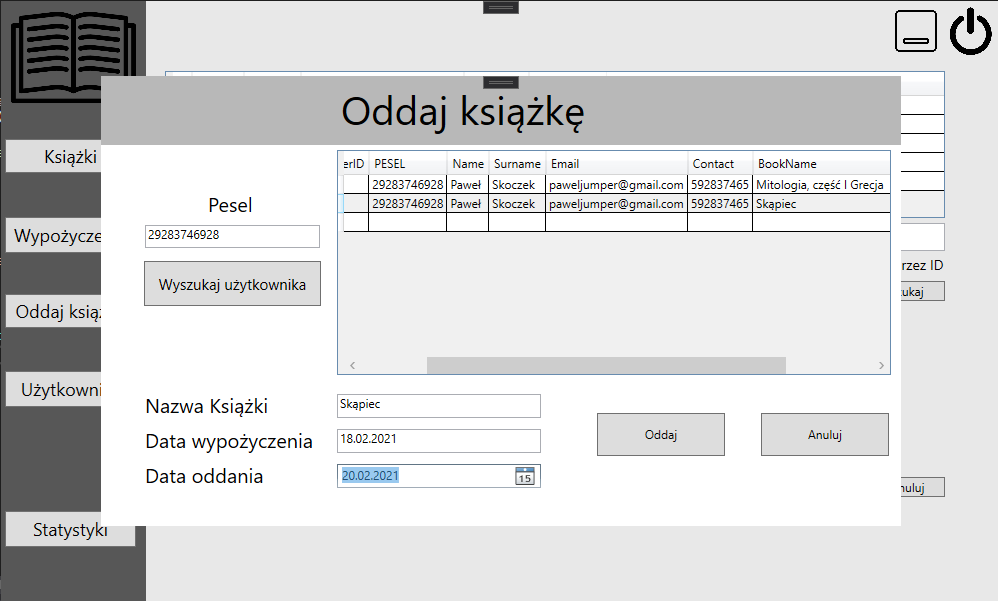 Oddaj książkę
Książki
Wypożycze
Oddaj książ
Użytkowni
Statystyki
Pesel
29283746928
Wyszukaj użytkownika
erID PESEL Name Surname Email Contact BookName
29283746928 Paweł Skoczek paweljumper@gmail.com 592837465 Mitologia, część I Grecja
29283746928 Paweł Skoczek paweljumper@gmail.com 592837465 Skąpiec
Nazwa Książki Skąpiec
Data wypożyczenia 18.02.2021
Data oddania 20.02.2021 15
Oddaj Anuluj
rzez ID
ukaj
nuluj